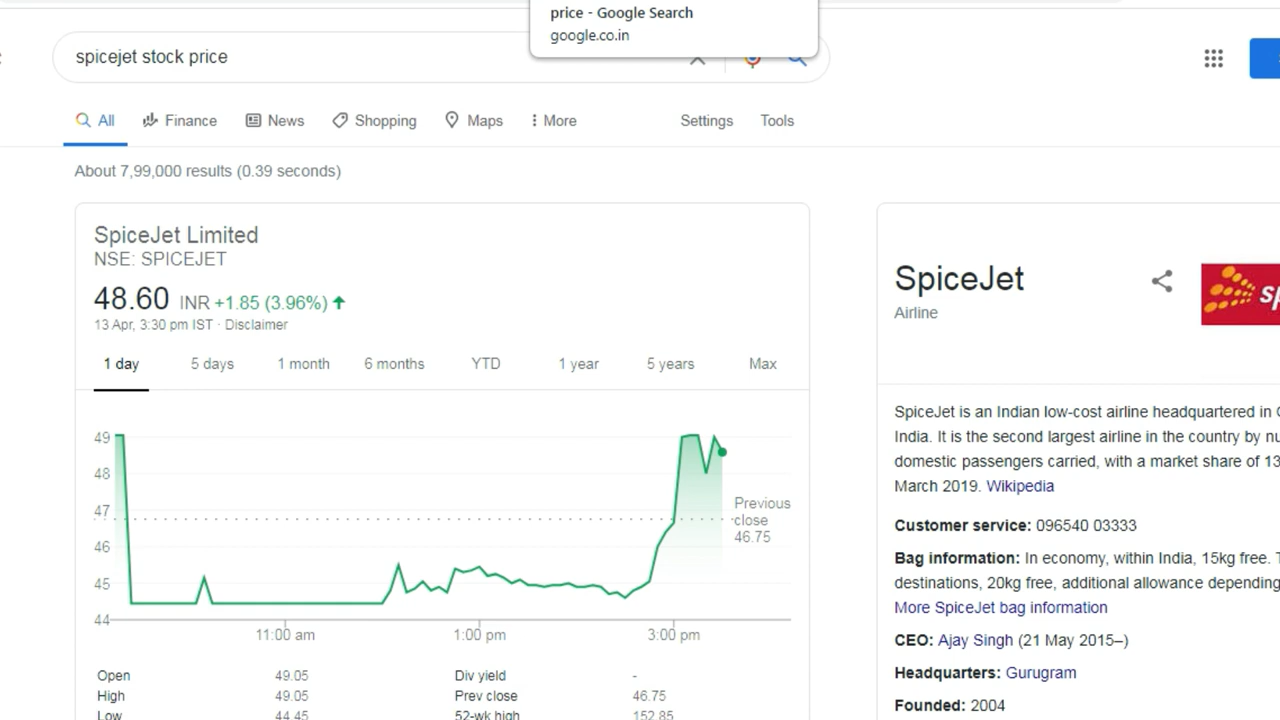 price - Google Search
google.co.in
spicejet stock price
All Finance News Shopping Maps More Settings Tools
About 7,99,000 results (0.39 seconds)
SpiceJet Limited
NSE: SPICEJET
48.60 INR +1.85 (3.96%)
13 Apr, 3:30 pm IST · Disclaimer
1 day 5 days 1 month 6 months YTD 1 year 5 years Max
49
48
47
46
45
44
Previous
close
46.75
11:00 am 1:00 pm 3:00 pm
Open 49.05 Div yield -
High 49.05 Prev close 46.75
Low 44.45 52-wk high 152.85
SpiceJet
Airline
sp
SpiceJet is an Indian low-cost airline headquartered in
India. It is the second largest airline in the country by nu
domestic passengers carried, with a market share of 13
March 2019. Wikipedia
Customer service: 096540 03333
Bag information: In economy, within India, 15kg free. T
destinations, 20kg free, additional allowance depending
More SpiceJet bag information
CEO: Ajay Singh (21 May 2015–)
Headquarters: Gurugram
Founded: 2004